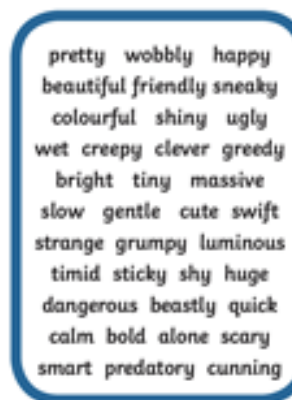 pretty wobbly happy
beautiful friendly sneaky
colourful shiny ugly
wet creepy clever greedy
bright tiny massive
slow gentle cute swift
strange grumpy luminous
timid sticky shy huge
dangerous beastly quick
calm bold alone scary
smart predatory cunning